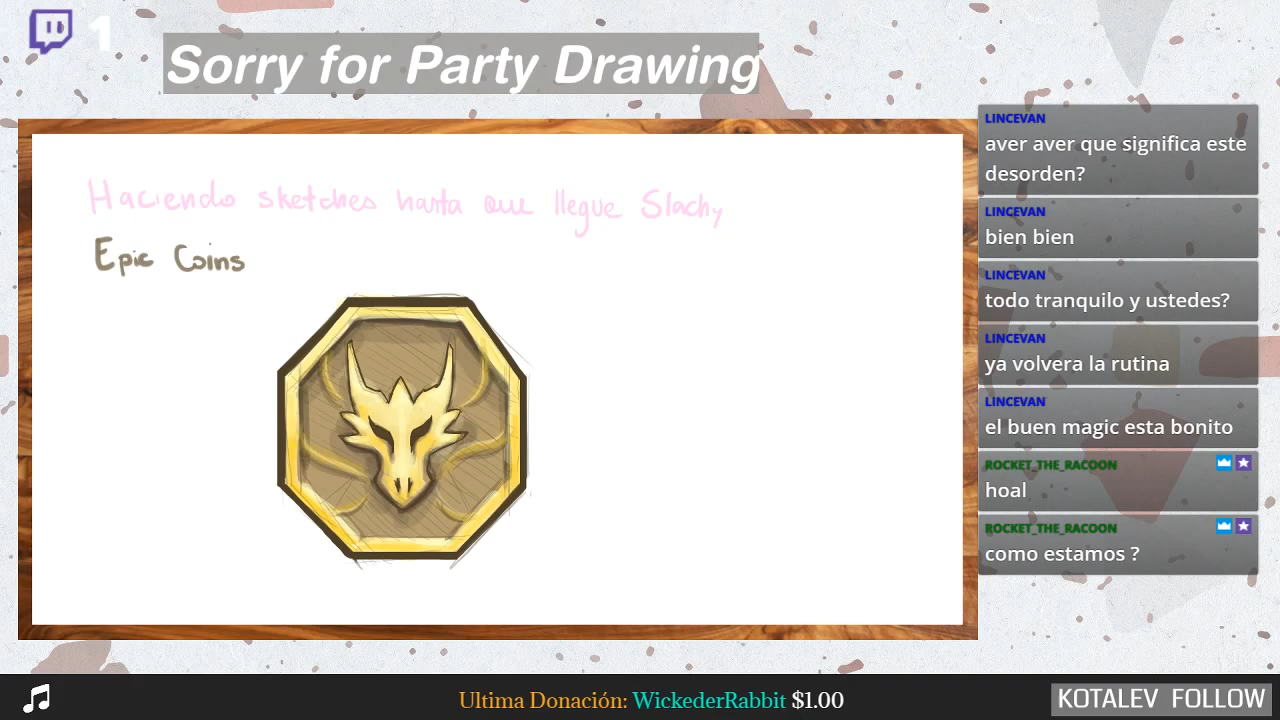 1
Sorry for Party Drawing
Haciendo sketches hasta que llegue Slachy
Epic Coins
LINCEVAN
aver aver que significa este
desorden?
LINCEVAN
bien bien
LINCEVAN
todo tranquilo y ustedes?
LINCEVAN
ya volvera la rutina
LINCEVAN
el buen magic esta bonito
ROCKET_THE_RACOON
hoal
ROCKET_THE_RACOON
como estamos ?
Ultima Donación: WickederRabbit $1.00
KOTALEV FOLLOW